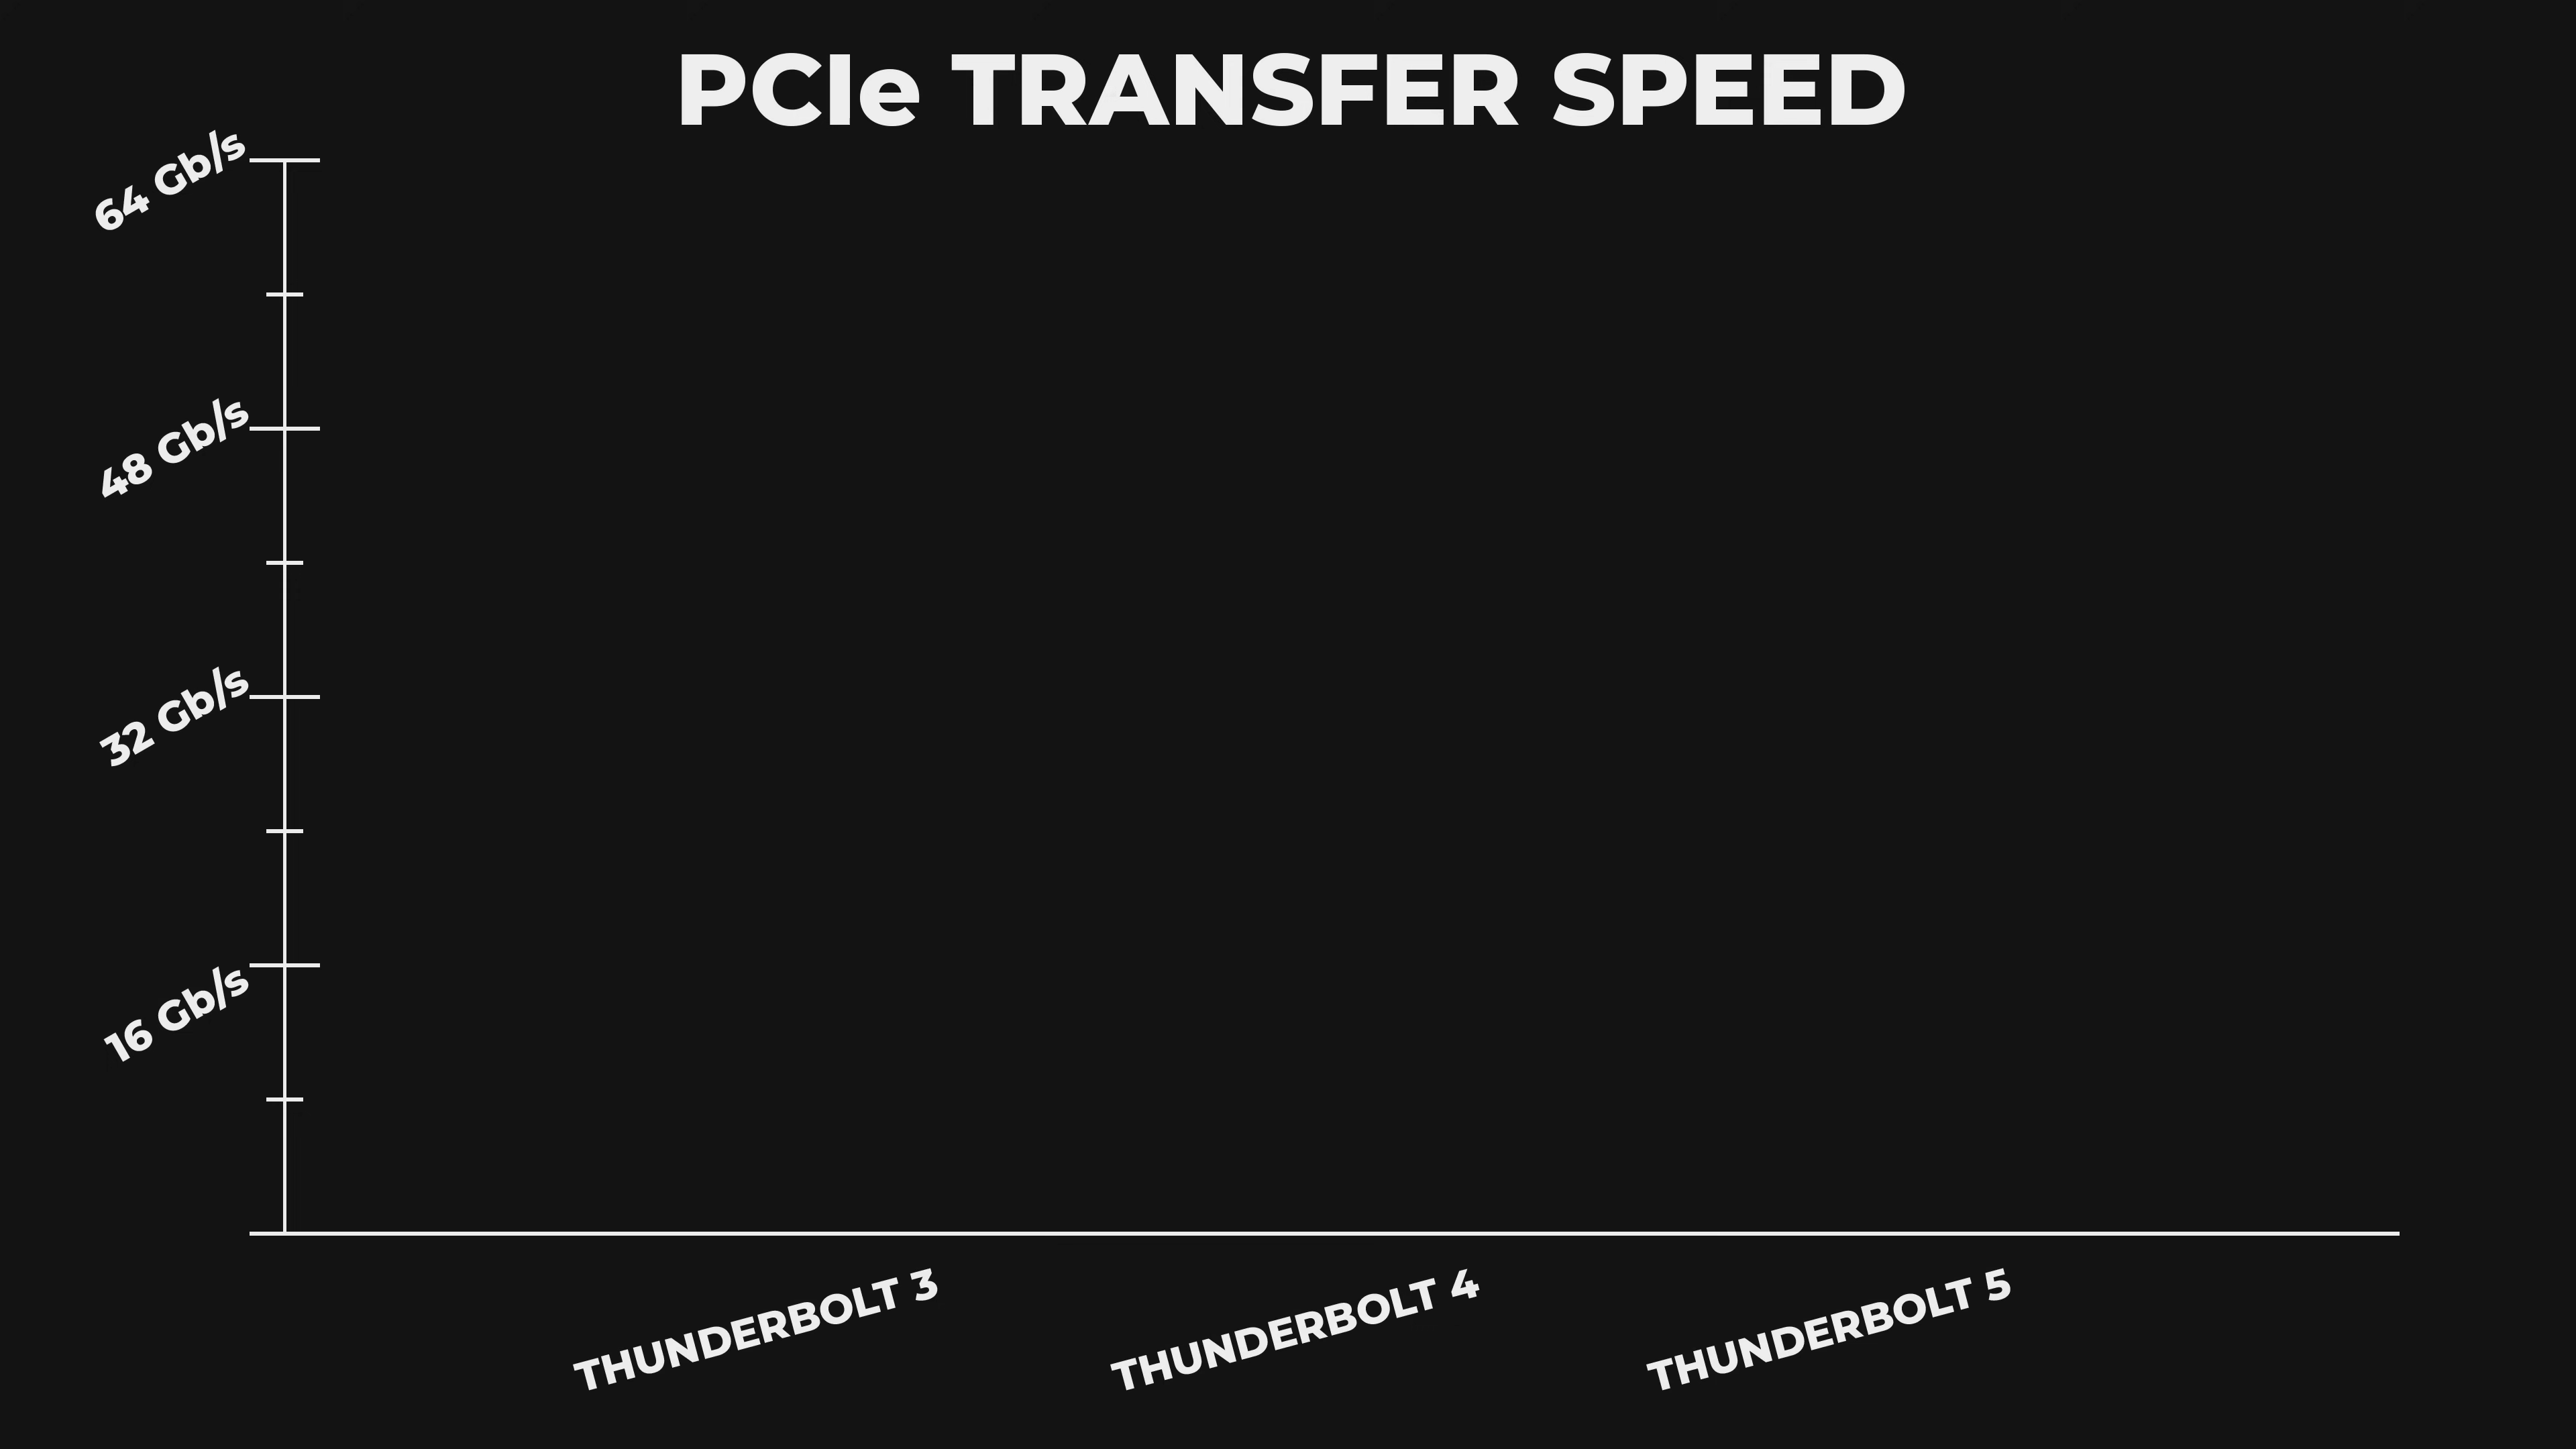 PCIe TRANSFER SPEED
64 Gb/s
48 Gb/s
32 Gb/s
16 Gb/s
THUNDERBOLT 3
THUNDERBOLT 4
THUNDERBOLT 5